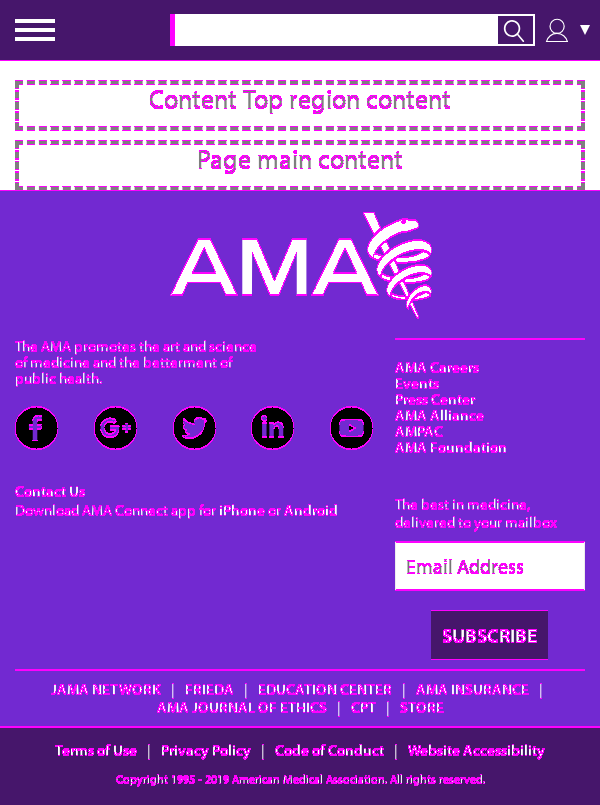 Content Top region content
Page main content
AMA
The AMA promotes the art and science
of medicine and the betterment of
public health.
AMA Careers
Events
Press Center
AMA Alliance
AMPAC
AMA Foundation
f
G+
in
Contact Us
Download AMA Connect app for iPhone or Android
The best in medicine,
delivered to your mailbox
Email Address
SUBSCRIBE
JAMA NETWORK | FRIEDA | EDUCATION CENTER | AMA INSURANCE |
AMA JOURNAL OF ETHICS | CPT | STORE
Terms of Use | Privacy Policy | Code of Conduct | Website Accessibility
Copyright 1995 - 2019 American Medical Association. All rights reserved.